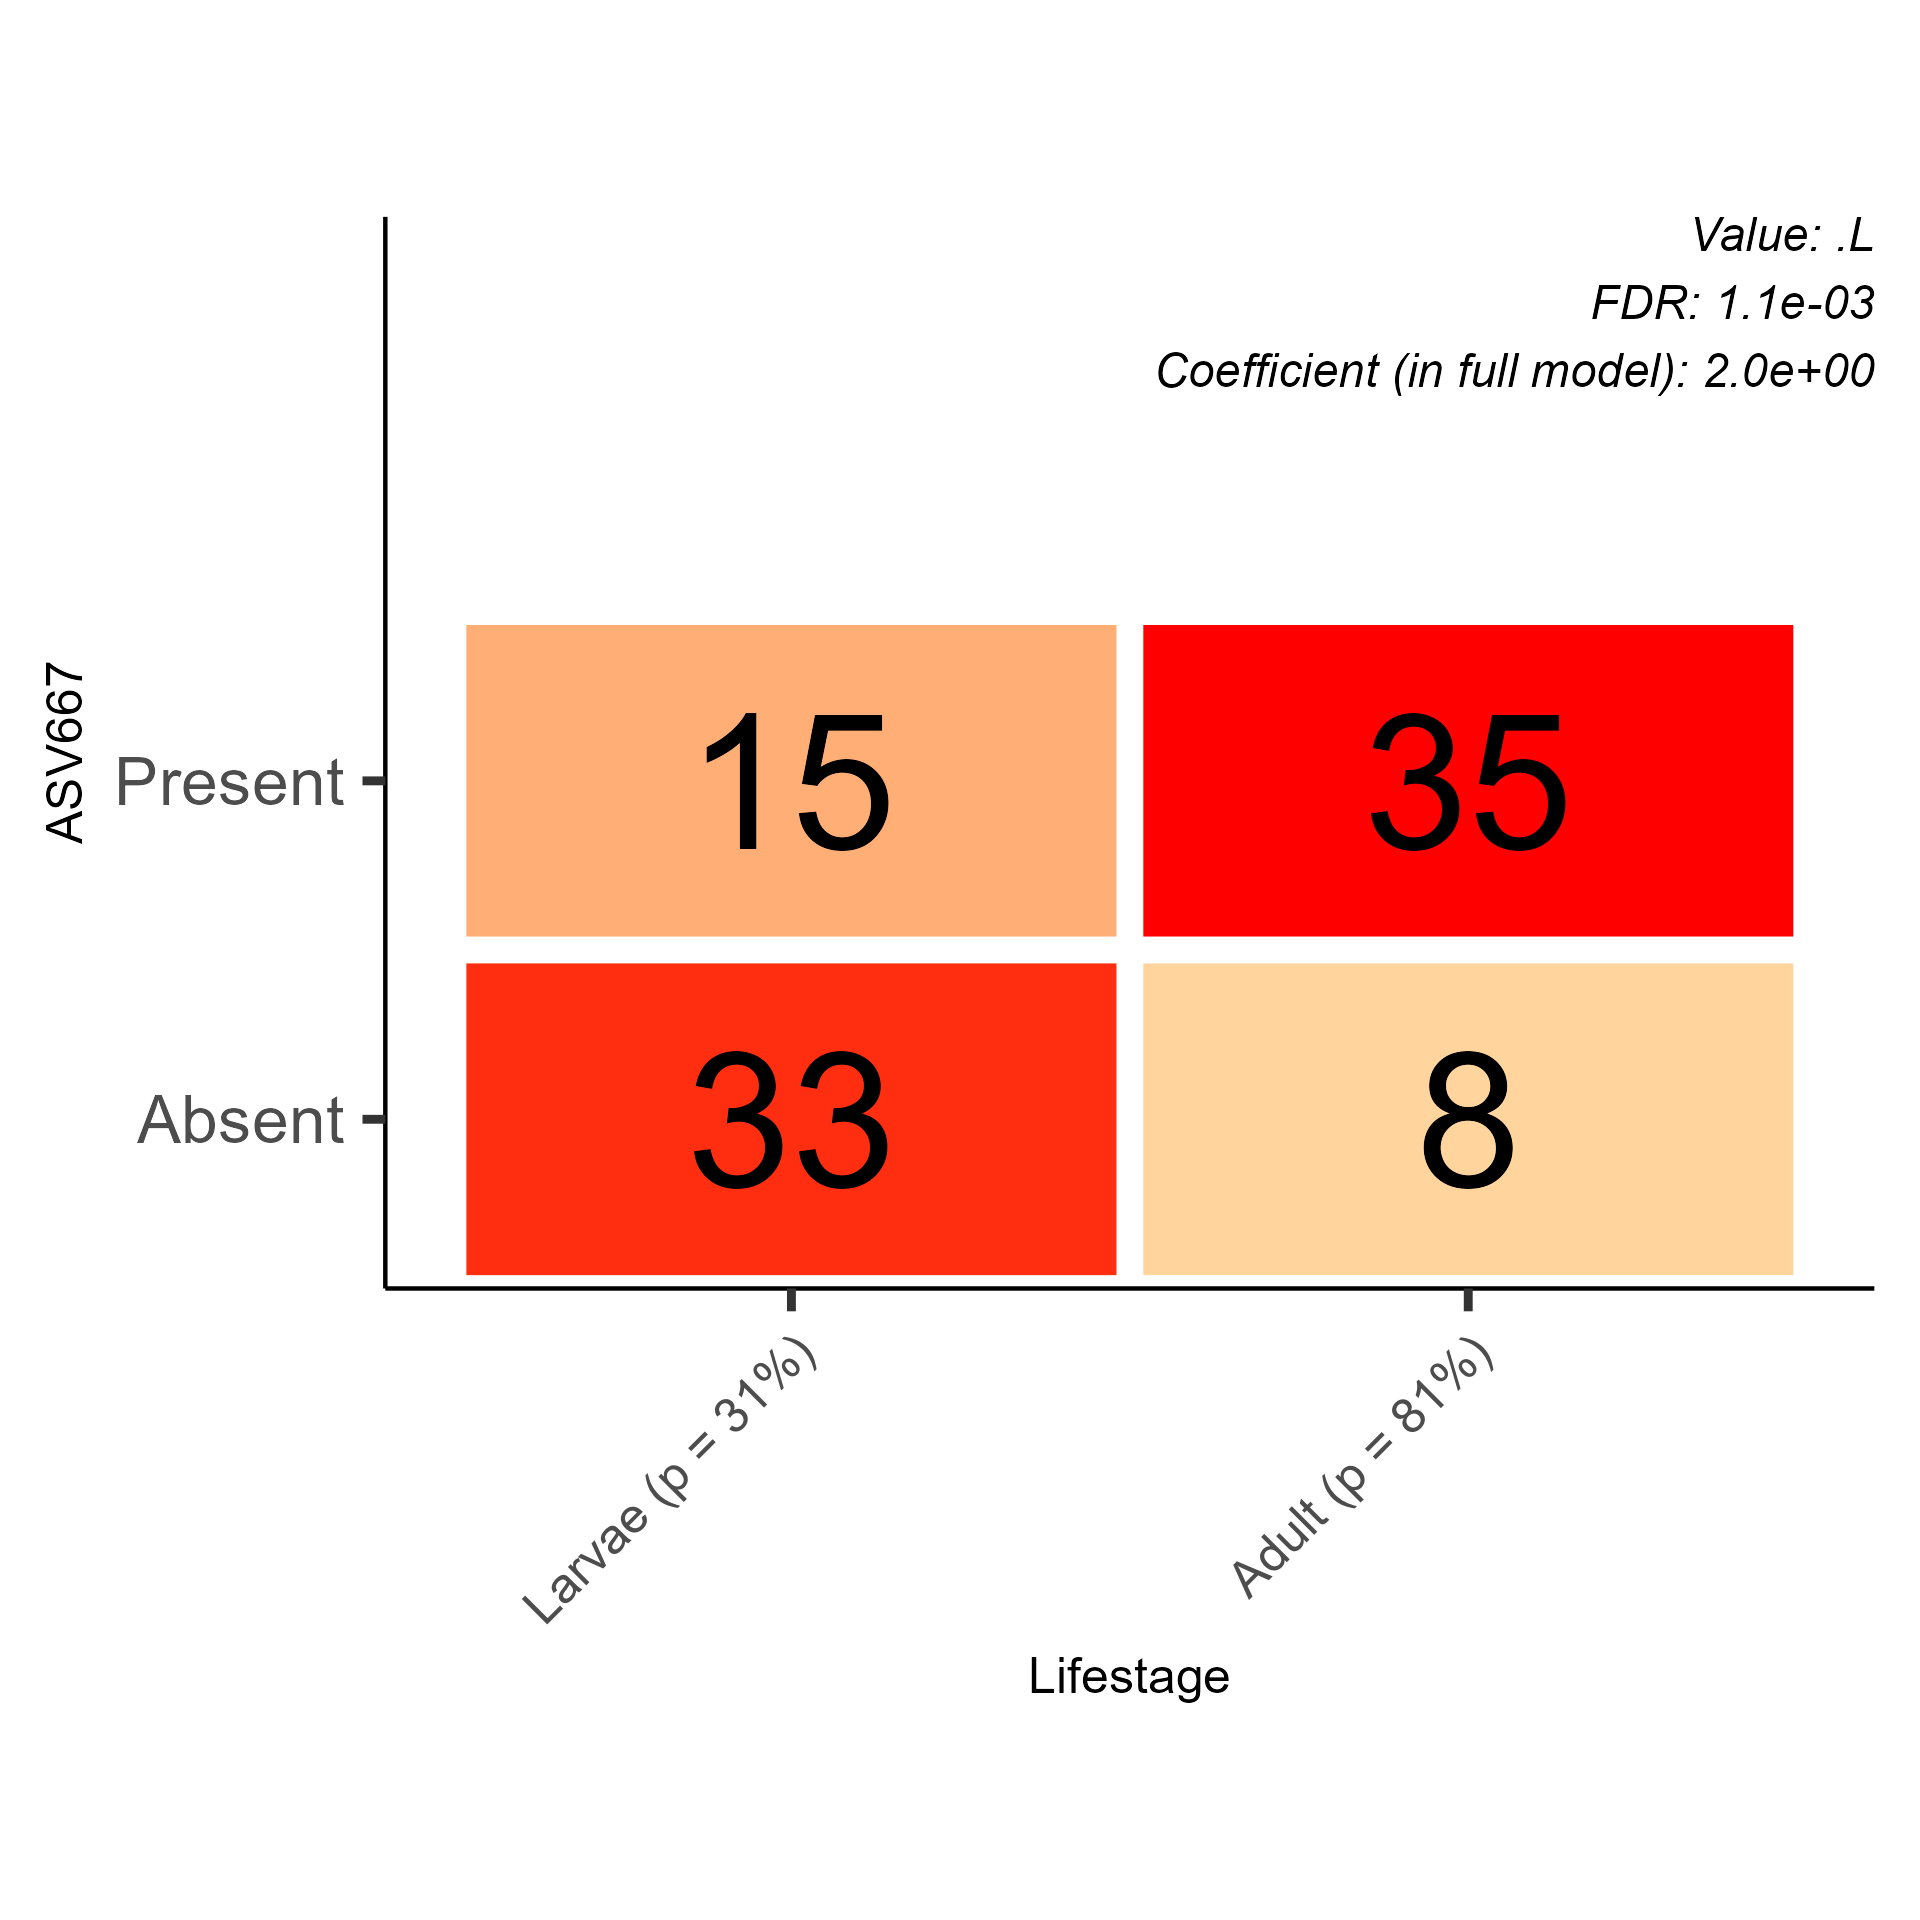 Value: .L
FDR: 1.1e-03
Coefficient (in full model): 2.0e+00
ASV667
Present
15
35
Absent
33
8
Larvae (p = 31%)
Adult (p = 81%)
Lifestage